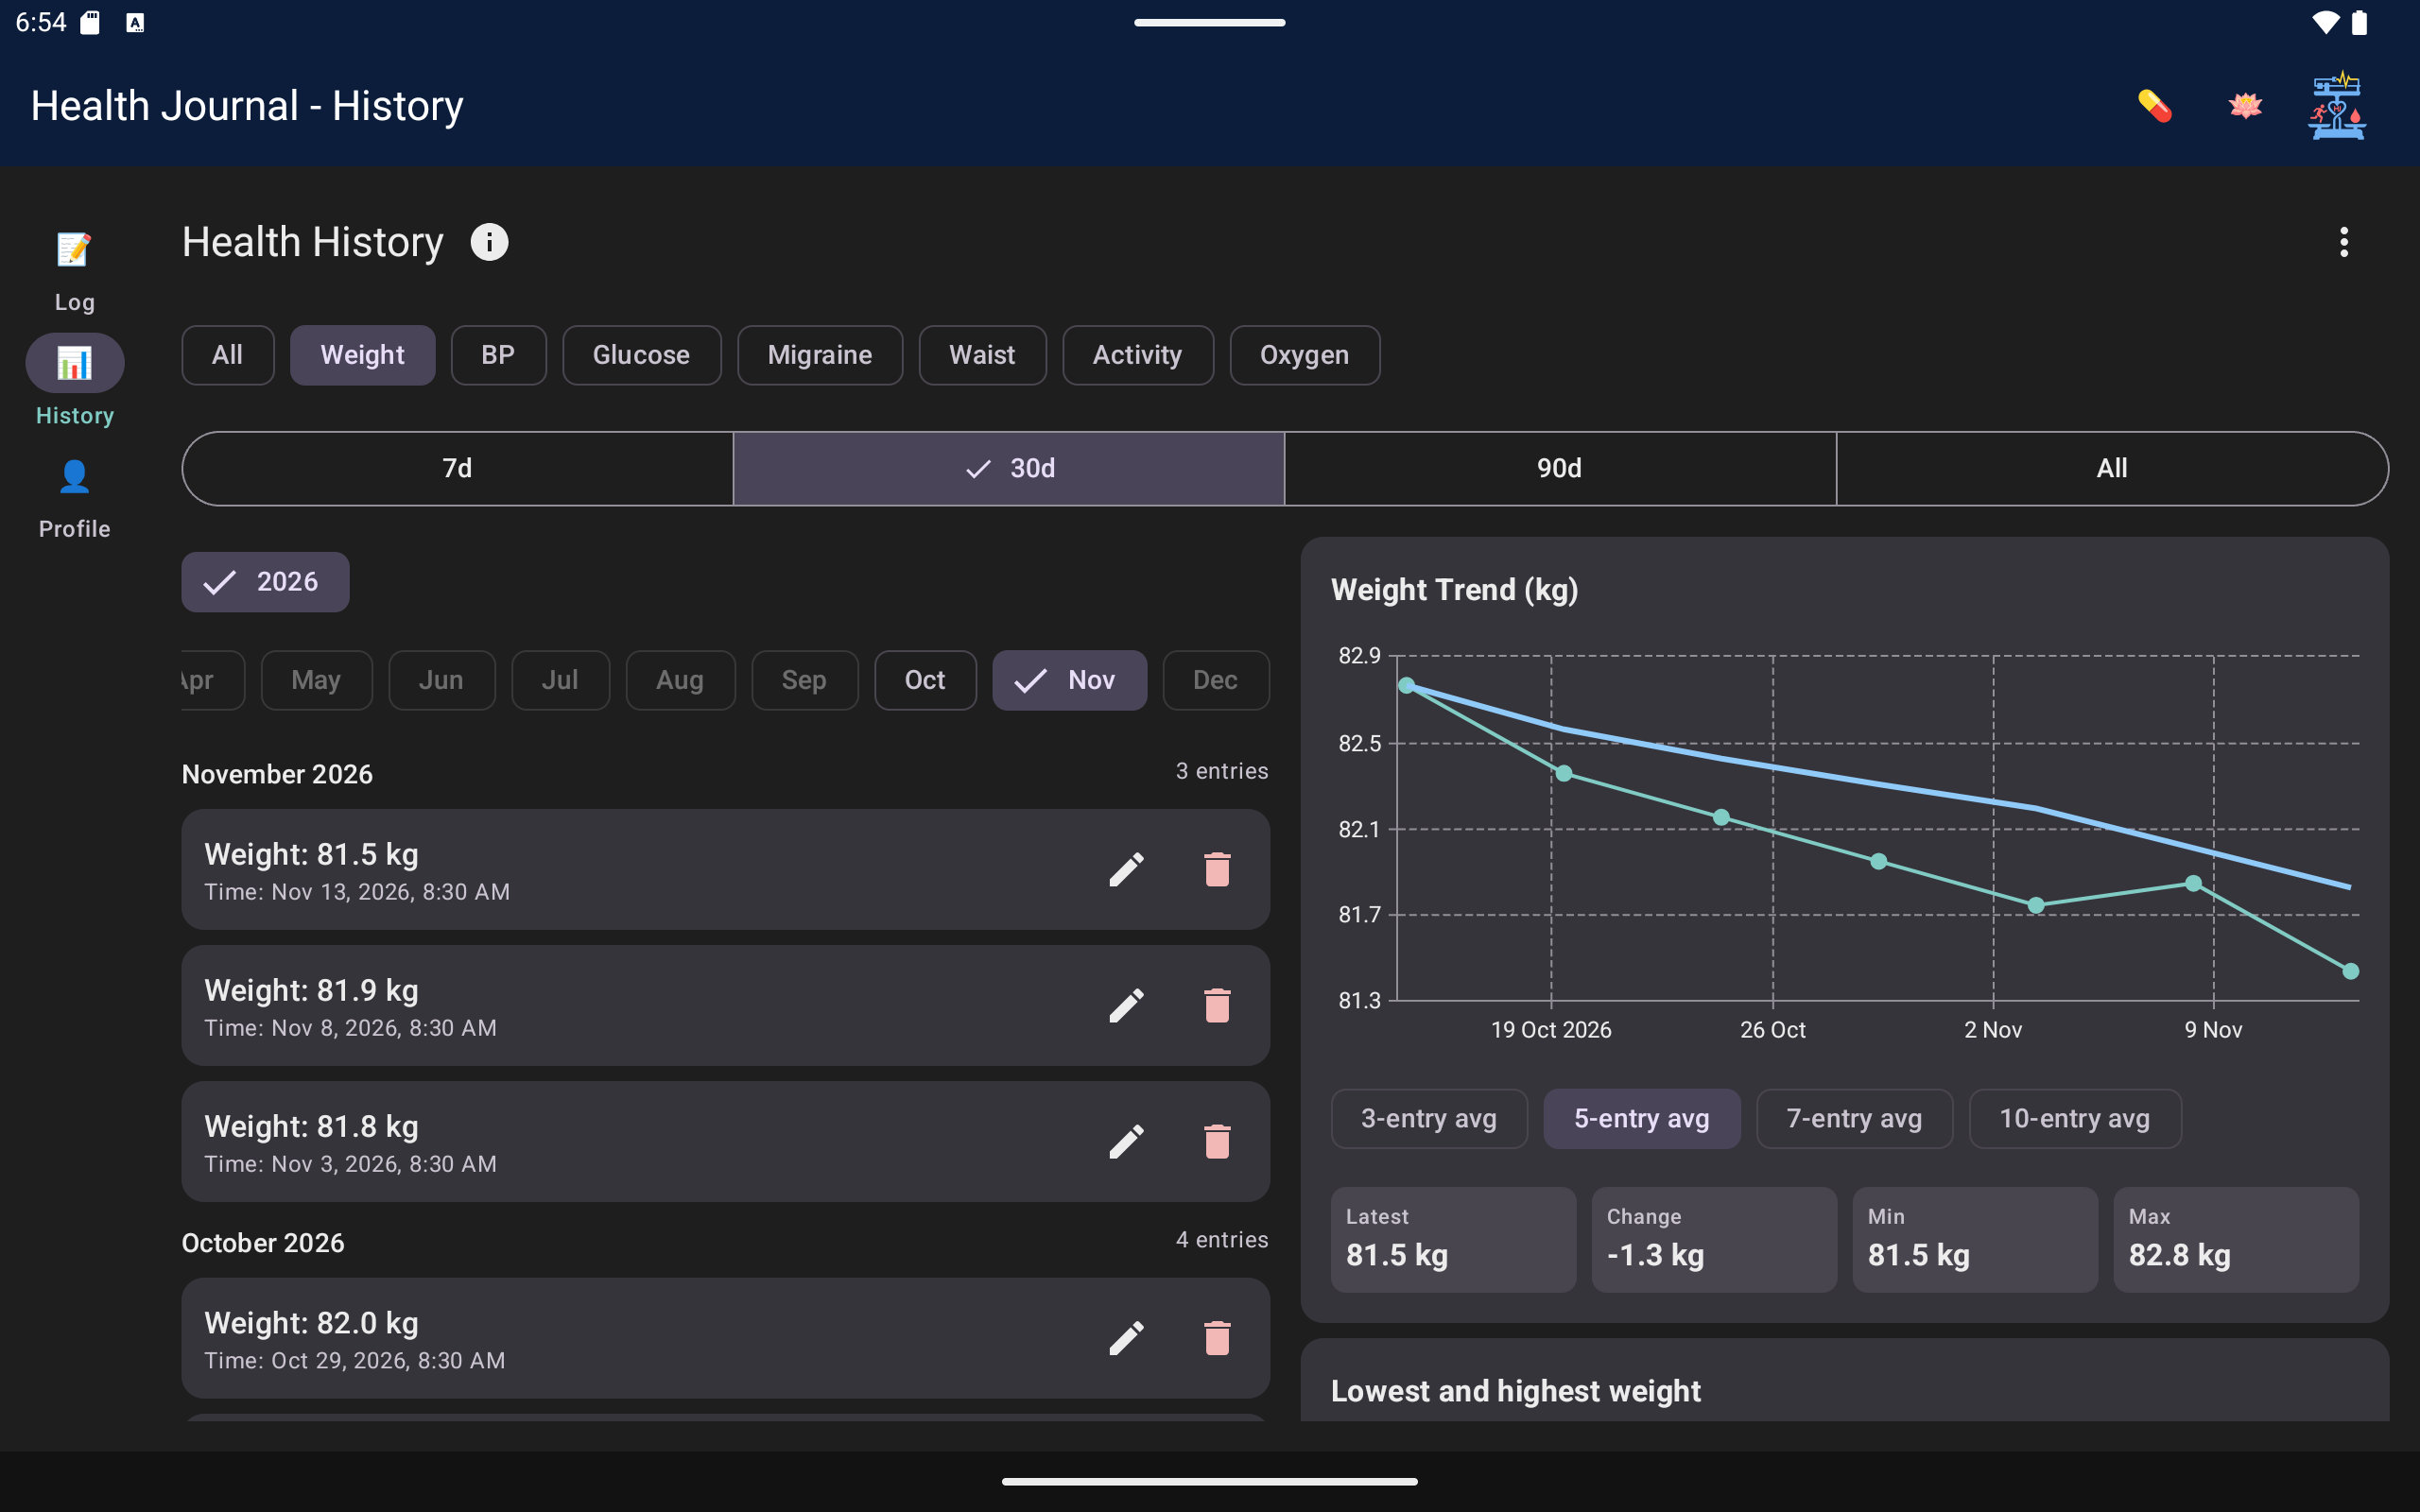 6:54
Health Journal - History
Log
History
Profile
Health History
All
Weight
BP
Glucose
Migraine
Waist
Activity
Oxygen
7d
30d
90d
All
2026
Apr
May
Jun
Jul
Aug
Sep
Oct
Nov
Dec
November 2026
3 entries
Weight: 81.5 kg
Time: Nov 13, 2026, 8:30 AM
Weight: 81.9 kg
Time: Nov 8, 2026, 8:30 AM
Weight: 81.8 kg
Time: Nov 3, 2026, 8:30 AM
October 2026
4 entries
Weight: 82.0 kg
Time: Oct 29, 2026, 8:30 AM
Weight Trend (kg)
82.9
82.5
82.1
81.7
81.3
19 Oct 2026
26 Oct
2 Nov
9 Nov
3-entry avg
5-entry avg
7-entry avg
10-entry avg
Latest
81.5 kg
Change
-1.3 kg
Min
81.5 kg
Max
82.8 kg
Lowest and highest weight